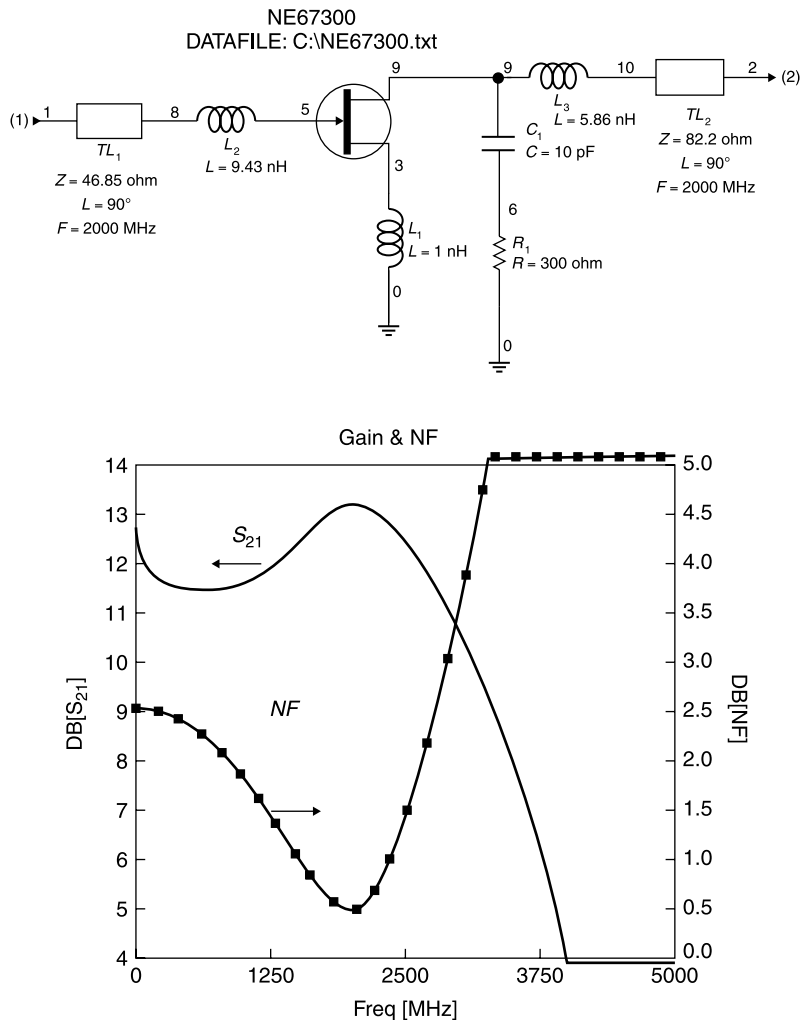 NE67300
DATAFILE: C:\NE67300.txt
(1)
1
TL1
Z = 46.85 ohm
L = 90°
F = 2000 MHz
8
L2
L = 9.43 nH
5
9
3
L1
L = 1 nH
0
9
C1
C = 10 pF
6
R1
R = 300 ohm
0
L3
L = 5.86 nH
10
TL2
Z = 82.2 ohm
L = 90°
F = 2000 MHz
2
(2)
Gain & NF
DB[S21]
14
13
12
11
10
9
8
7
6
5
4
S21
NF
5.0
4.5
4.0
3.5
3.0
2.5
2.0
1.5
1.0
0.5
0.0
DB[NF]
0
1250
2500
3750
5000
Freq [MHz]